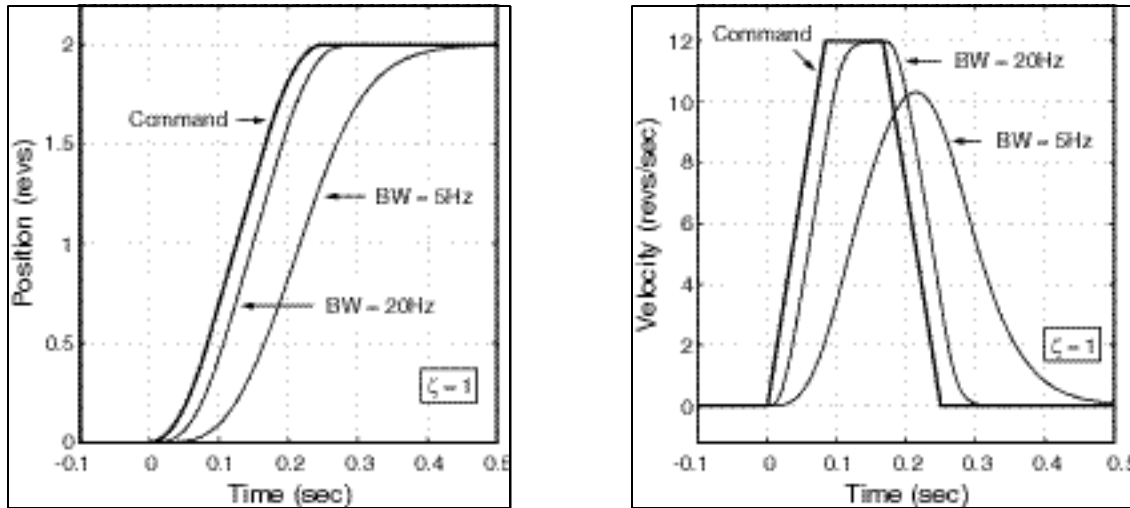 2
1.5
1
0.5
0
Position (revs)
Command
BW = 5Hz
BW = 20Hz
ζ = 1
-0.1
0
0.1
0.2
0.3
0.4
0.5
Time (sec)
12
10
8
6
4
2
0
Velocity (revs/sec)
Command
BW = 20Hz
BW = 5Hz
ζ = 1
-0.1
0
0.1
0.2
0.3
0.4
0.5
Time (sec)